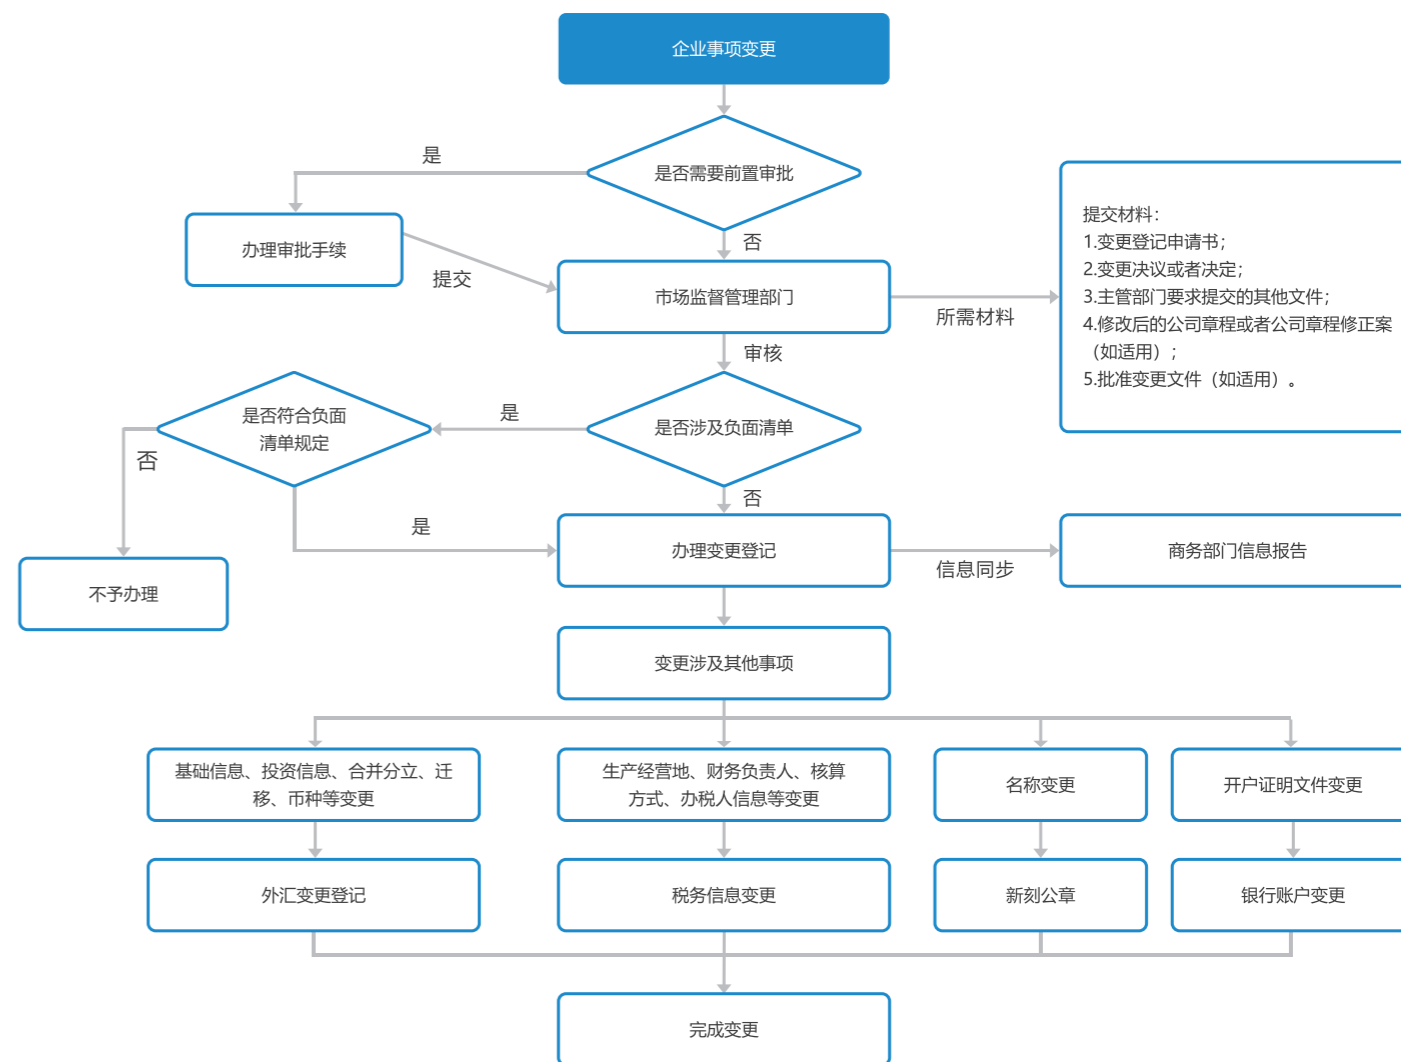 企业事项变更
是否需要前置审批
是
否
办理审批手续
提交
市场监督管理部门
所需材料
提交材料：
1.变更登记申请书；
2.变更决议或者决定；
3.主管部门要求提交的其他文件；
4.修改后的公司章程或者公司章程修正案
（如适用）；
5.批准变更文件（如适用）。
审核
是否涉及负面清单
是
是否符合负面
清单规定
否
否
是
不予办理
办理变更登记
信息同步
商务部门信息报告
变更涉及其他事项
基础信息、投资信息、合并分立、迁
移、币种等变更
生产经营地、财务负责人、核算
方式、办税人信息等变更
名称变更
开户证明文件变更
外汇变更登记
税务信息变更
新刻公章
银行账户变更
完成变更